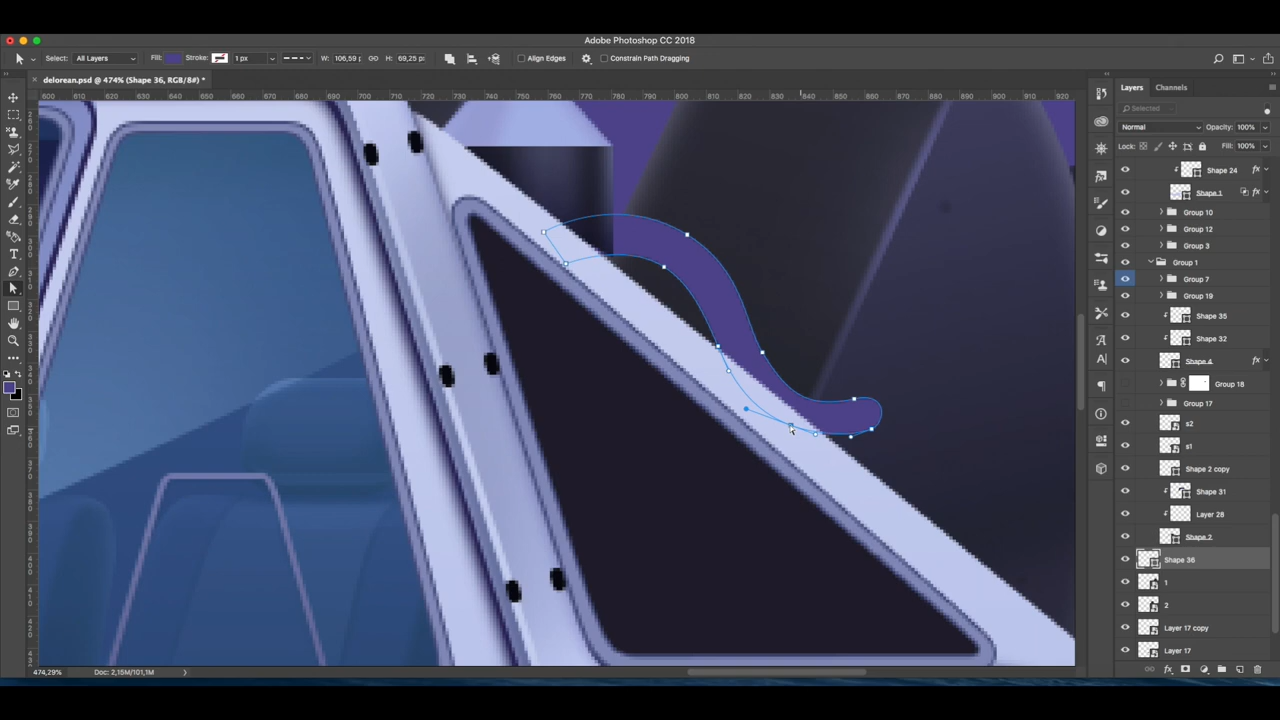 Adobe Photoshop CC 2018
Select: All Layers Fill: Stroke: 1 px W: 106,59 p H: 69,25 px Align Edges Constrain Path Dragging
× delorean.psd @ 474% (Shape 36, RGB/8#) *
600 610 620 630 640 650 660 670 680 690 700 710 720 730 740 750 760 770 780 790 800 810 820 830 840 850 860 870 880 890 900 910 920
Layers Channels
Selected
Normal Opacity: 100%
Lock: Fill: 100%
Shape 24 fx
Shape 1 fx
Group 10
Group 12
Group 3
Group 1
Group 7
Group 19
Shape 35
Shape 32
Shape 4 fx
Group 18
Group 17
s2
s1
Shape 2 copy
Shape 31
Layer 28
Shape 2
Shape 36
1
2
Layer 17 copy
Layer 17
474,29% Doc: 2,15M/101,1M